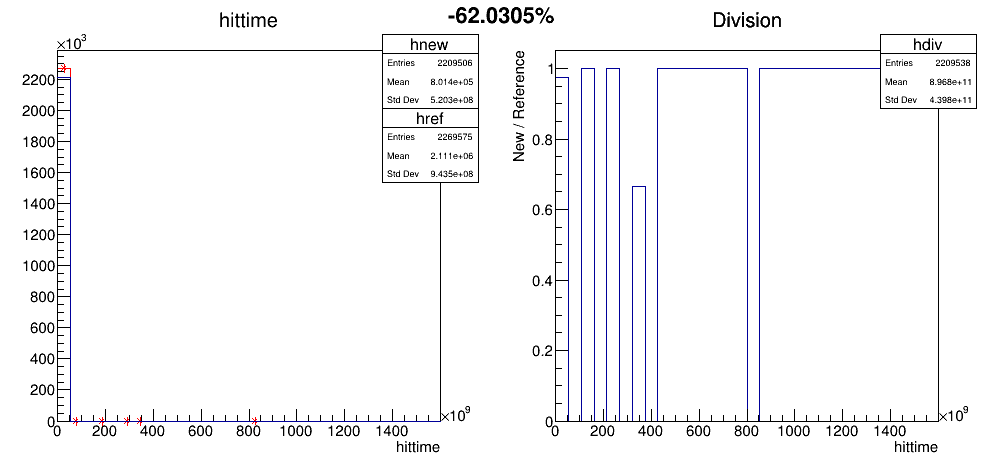 -62.0305%
hittime
×10³
hnew
Entries 2209506
Mean 8.014e+05
Std Dev 5.203e+08
href
Entries 2269575
Mean 2.111e+06
Std Dev 9.435e+08
2200
2000
1800
1600
1400
1200
1000
800
600
400
200
0
0 200 400 600 800 1000 1200 1400
×10⁹
hittime
Division
hdiv
Entries 2209538
Mean 8.968e+11
Std Dev 4.398e+11
New / Reference
1
0.8
0.6
0.4
0.2
0
0 200 400 600 800 1000 1200 1400
×10⁹
hittime